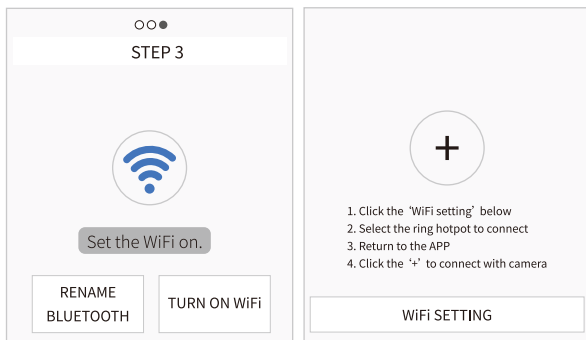 STEP 3
Set the WiFi on.
RENAME
BLUETOOTH
TURN ON WiFi
+
1. Click the ‘WiFi setting’ below
2. Select the ring hotpot to connect
3. Return to the APP
4. Click the ‘+’ to connect with camera
WiFi SETTING